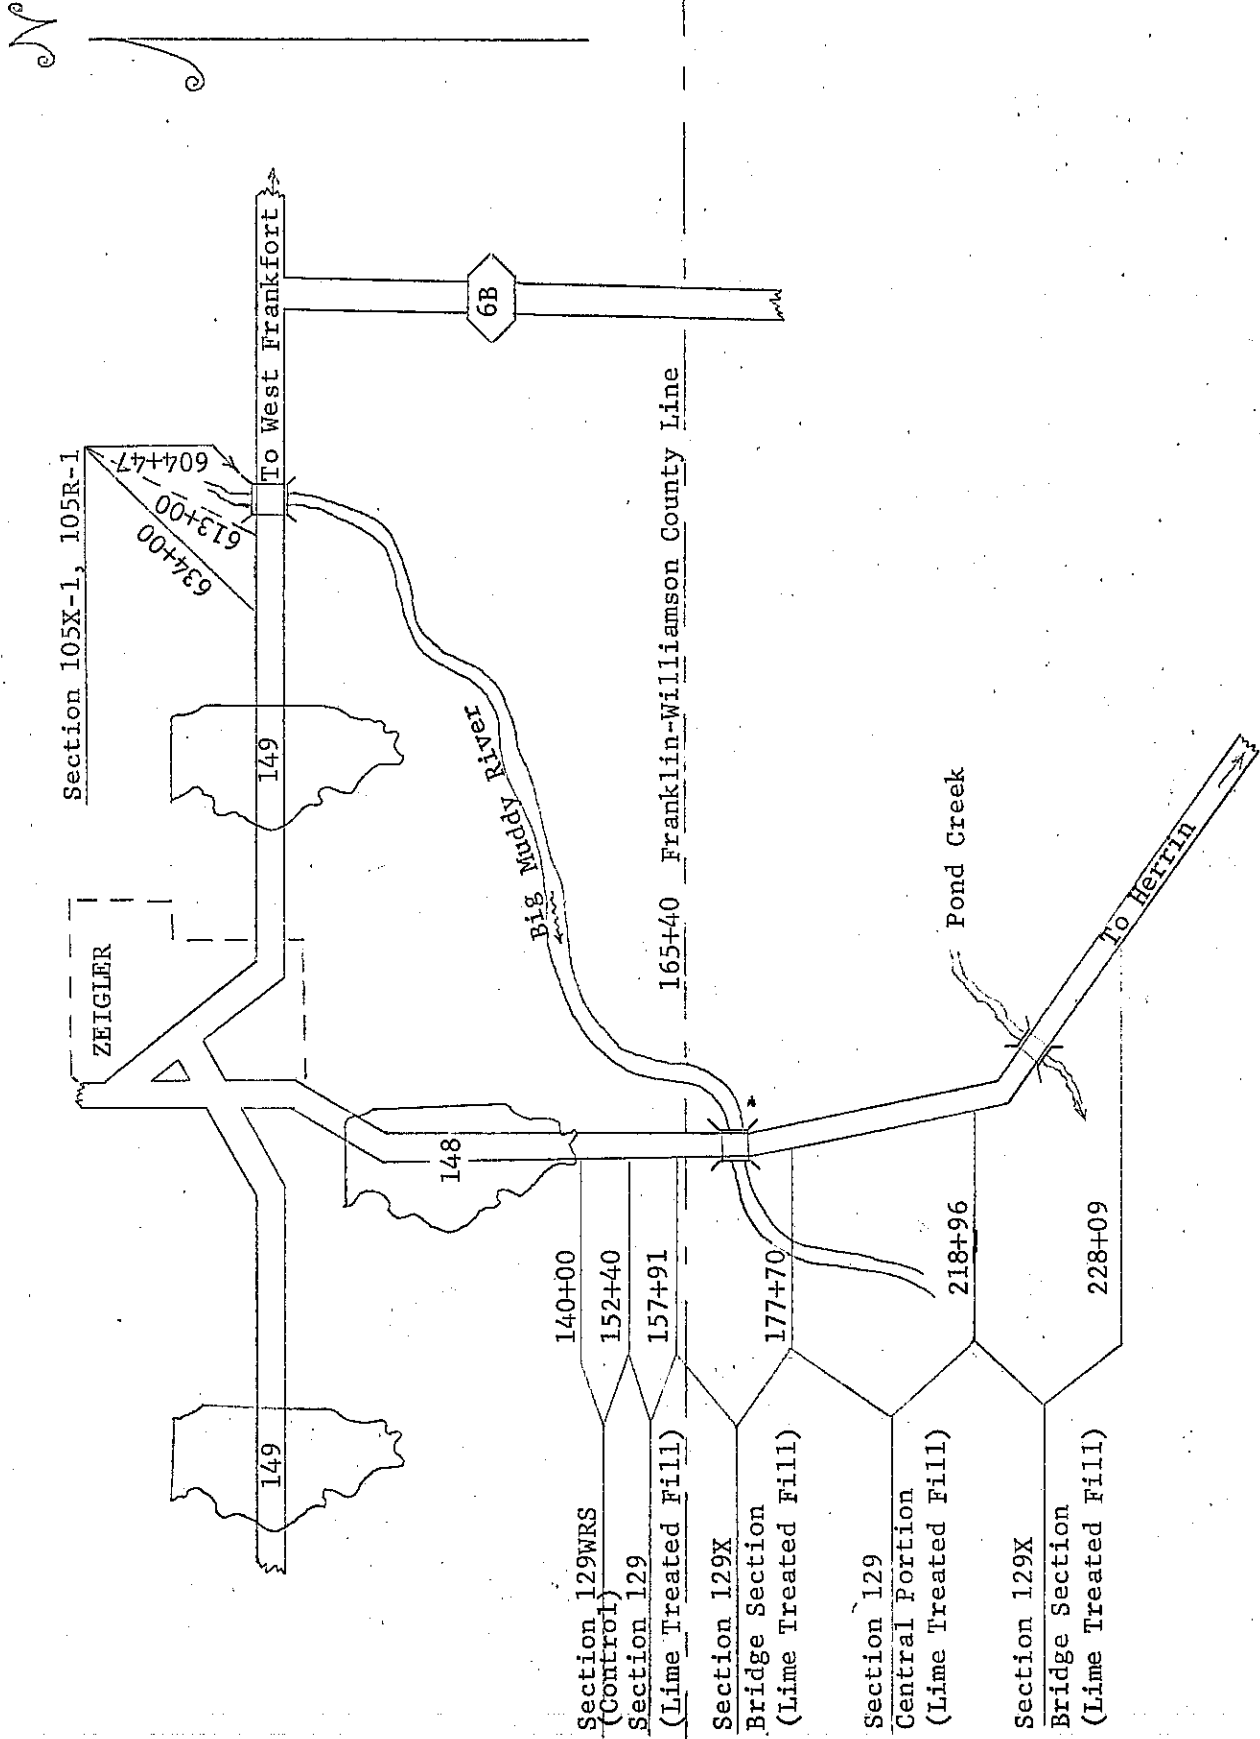 N
Section 105X-1, 105R-1
604+47
613+00
634+00
To West Frankfort
6B
149
ZEIGLER
149
148
Big Muddy River
165+40 Franklin-Williamson County Line
Pond Creek
To Herrin
140+00
152+40
157+91
177+70
218+96
228+09
Section 129WRS
(Control)
Section 129
(Lime Treated Fill)
Section 129X
Bridge Section
(Lime Treated Fill)
Section 129
Central Portion
(Lime Treated Fill)
Section 129X
Bridge Section
(Lime Treated Fill)